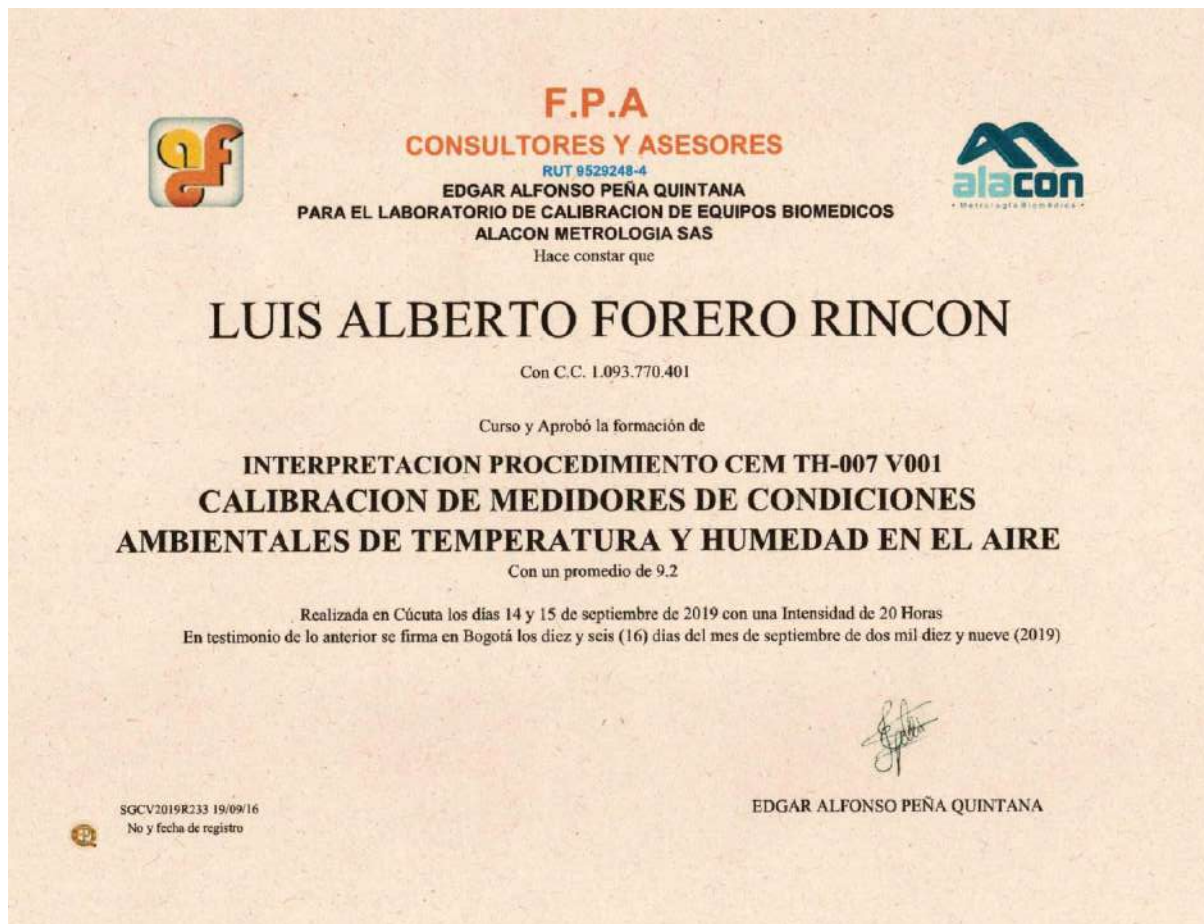 F.P.A
CONSULTORES Y ASESORES
RUT 9529248-4
EDGAR ALFONSO PEÑA QUINTANA
PARA EL LABORATORIO DE CALIBRACION DE EQUIPOS BIOMEDICOS
ALACON METROLOGIA SAS
alacon
• Metrología Biomédica •
Hace constar que
LUIS ALBERTO FORERO RINCON
Con C.C. 1.093.770.401
Curso y Aprobó la formación de
INTERPRETACION PROCEDIMIENTO CEM TH-007 V001
CALIBRACION DE MEDIDORES DE CONDICIONES
AMBIENTALES DE TEMPERATURA Y HUMEDAD EN EL AIRE
Con un promedio de 9.2
Realizada en Cúcuta los días 14 y 15 de septiembre de 2019 con una Intensidad de 20 Horas
En testimonio de lo anterior se firma en Bogotá los diez y seis (16) días del mes de septiembre de dos mil diez y nueve (2019)
EDGAR ALFONSO PEÑA QUINTANA
SGCV2019R233 19/09/16
No y fecha de registro